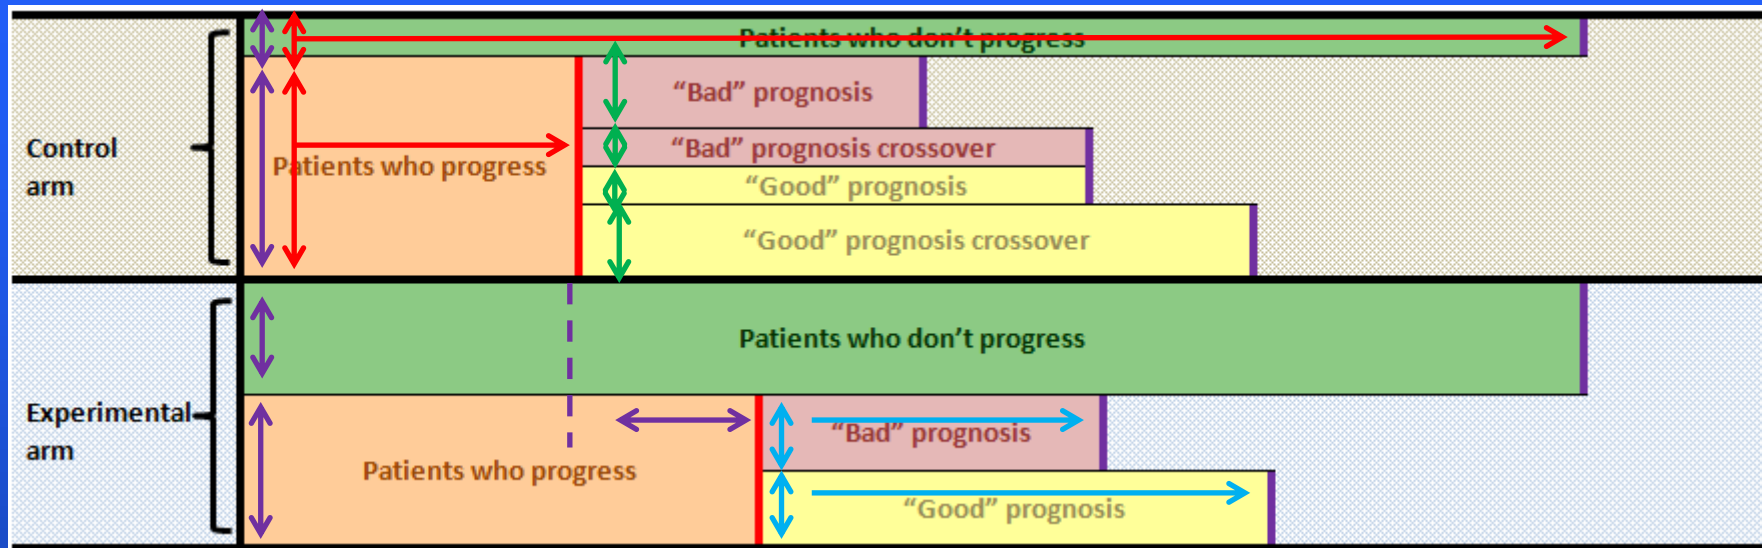 Patients who don't progress
"Bad" prognosis
Control
arm
"Bad" prognosis crossover
Patients who progress
"Good" prognosis
"Good" prognosis crossover
Patients who don't progress
Experimental
arm
"Bad" prognosis
Patients who progress
"Good" prognosis